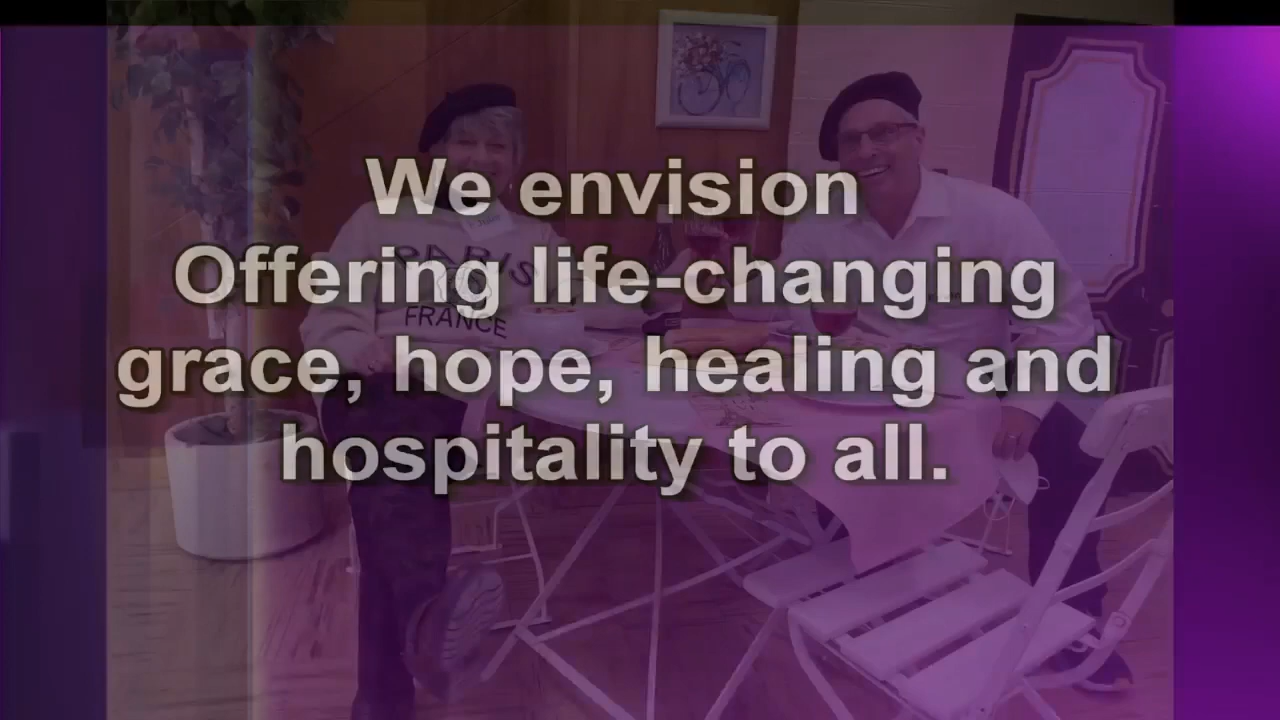 We envision
Offering life-changing
grace, hope, healing and
hospitality to all.
PARIS
FRANCE